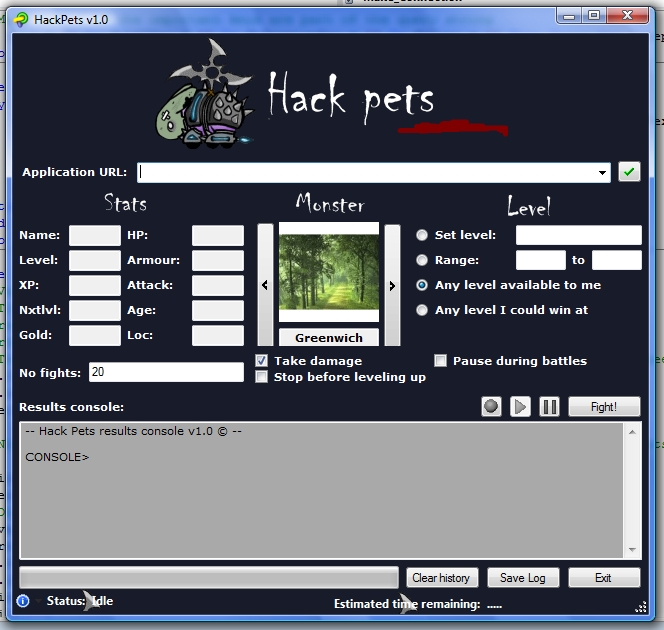 HackPets v1.0
Hack pets
Application URL:
Stats
Monster
Level
Name:
HP:
Level:
Armour:
XP:
Attack:
Nxtlvl:
Age:
Gold:
Loc:
Greenwich
Set level:
Range:
to
Any level available to me
Any level I could win at
No fights: 20
Take damage
Pause during battles
Stop before leveling up
Results console:
Fight!
-- Hack Pets results console v1.0 © --
CONSOLE>
Clear history
Save Log
Exit
Status: Idle
Estimated time remaining: .....